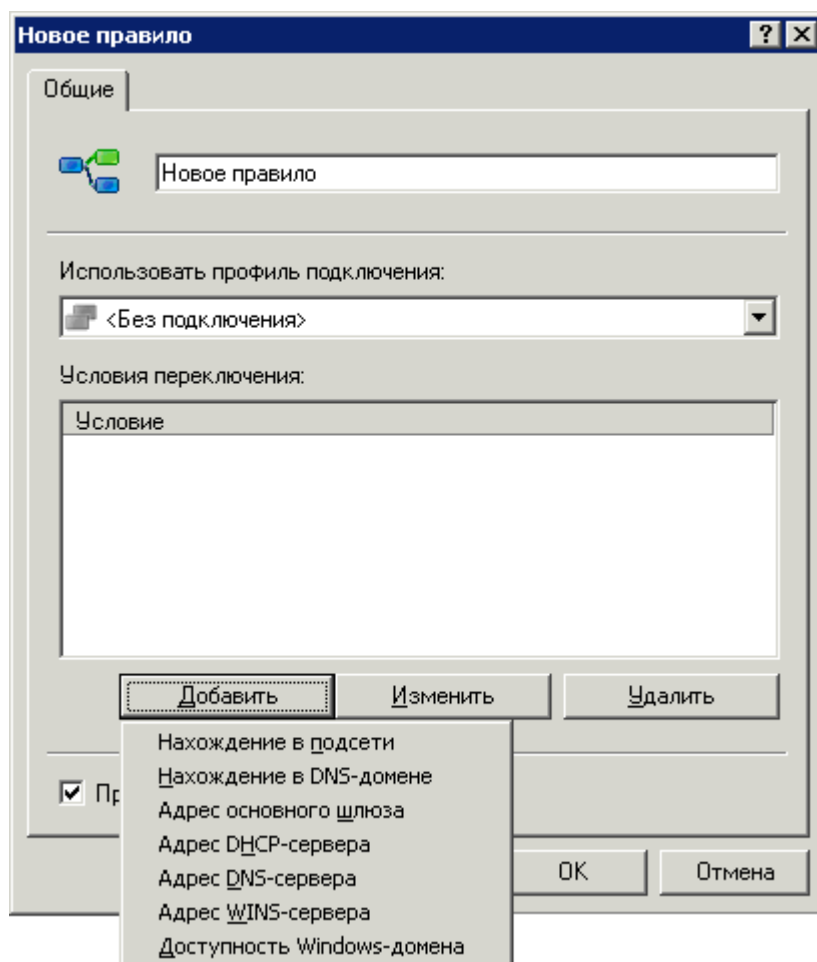 Новое правило
Общие
Новое правило
Использовать профиль подключения:
<Без подключения>
Условия переключения:
Условие
Добавить Изменить Удалить
Нахождение в подсети
Нахождение в DNS-домене
Адрес основного шлюза
Адрес DHCP-сервера
Адрес DNS-сервера
Адрес WINS-сервера
Доступность Windows-домена
OK Отмена